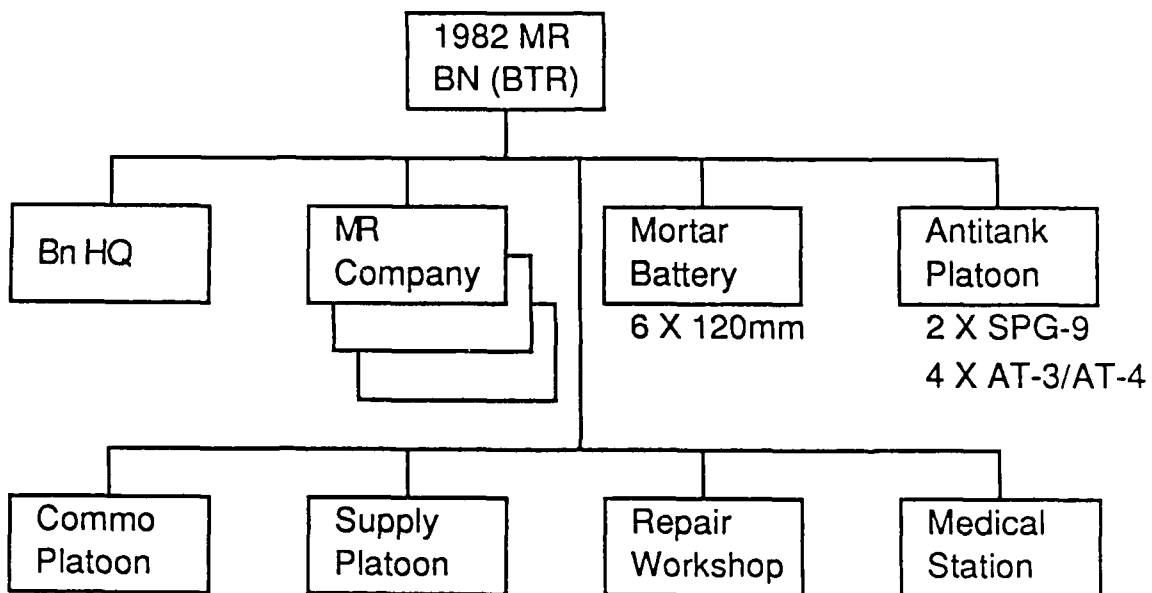 1982 MR
BN (BTR)
Bn HQ
MR
Company
Mortar
Battery
6 X 120mm
Antitank
Platoon
2 X SPG-9
4 X AT-3/AT-4
Commo
Platoon
Supply
Platoon
Repair
Workshop
Medical
Station